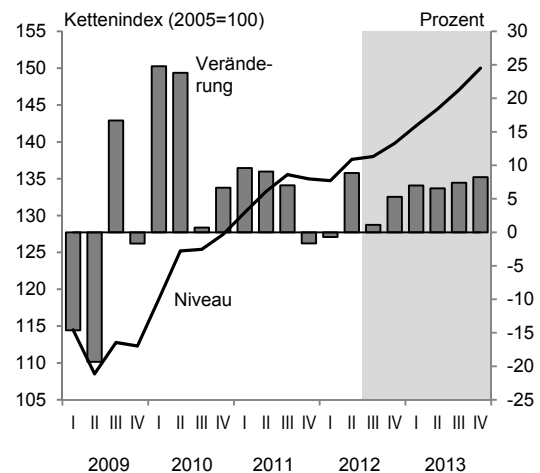 Kettenindex (2005=100) Prozent
155 30
150 25
145 20
140 15
135 10
130 5
128 0
125 -5
120 -10
115 -15
110 -20
105 -25
Verände-
rung
Niveau
I II III IV I II III IV I II III IV I II III IV I II III IV
2009 2010 2011 2012 2013